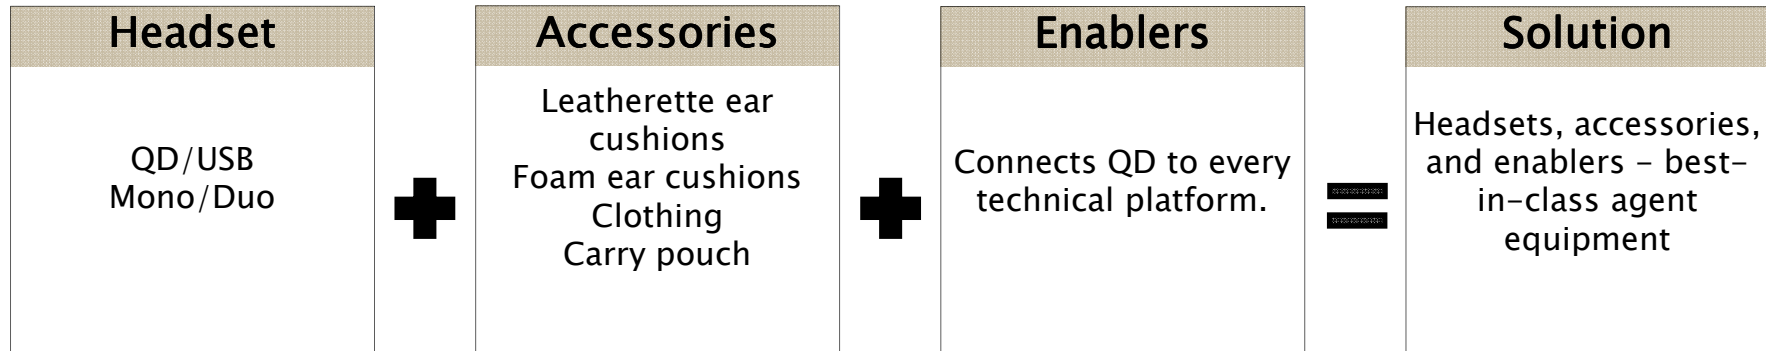 Headset
QD/USB
Mono/Duo
Accessories
Leatherette ear
cushions
Foam ear cushions
Clothing
Carry pouch
Enablers
Connects QD to every
technical platform.
Solution
Headsets, accessories,
and enablers – best-
in-class agent
equipment